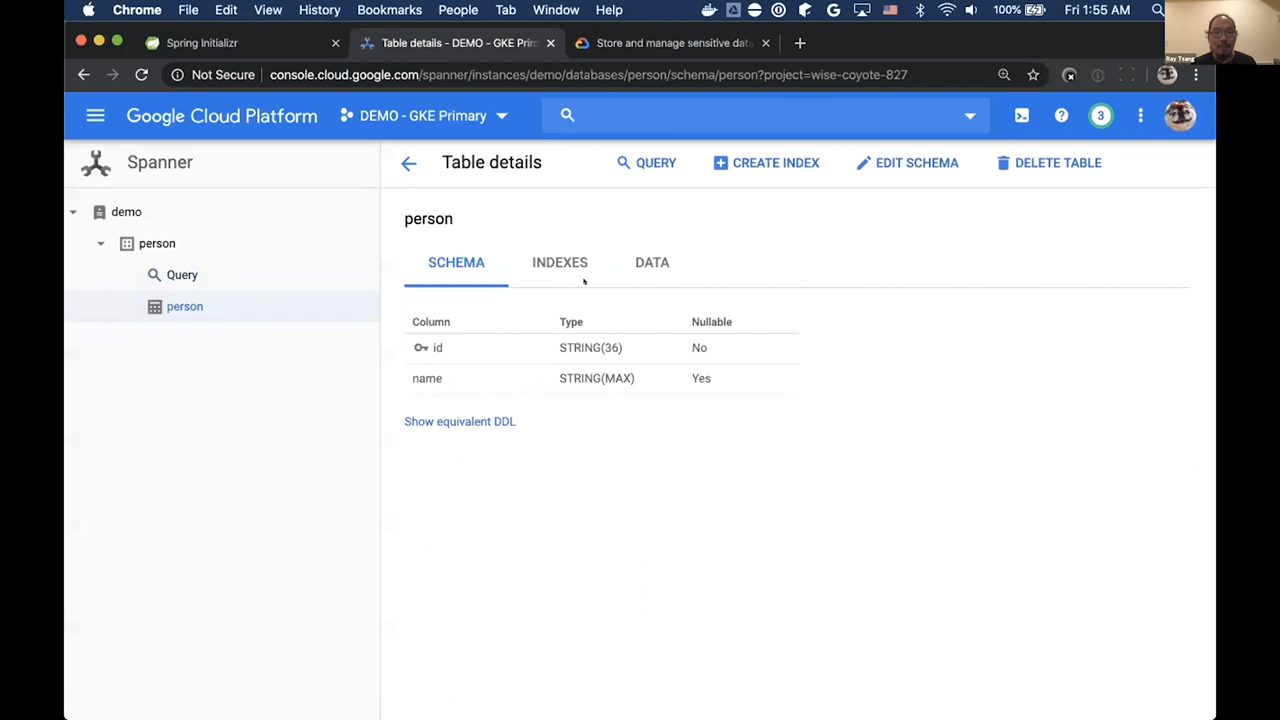 Chrome File Edit View History Bookmarks People Tab Window Help 100% Fri 1:55 AM
Ray Tsang
Spring Initializr Table details - DEMO - GKE Prim Store and manage sensitive data
Not Secure console.cloud.google.com/spanner/instances/demo/databases/person/schema/person?project=wise-coyote-827
Google Cloud Platform DEMO - GKE Primary 3
Spanner Table details QUERY CREATE INDEX EDIT SCHEMA DELETE TABLE
demo
person
Query
person
person
SCHEMA INDEXES DATA
Column Type Nullable
id STRING(36) No
name STRING(MAX) Yes
Show equivalent DDL